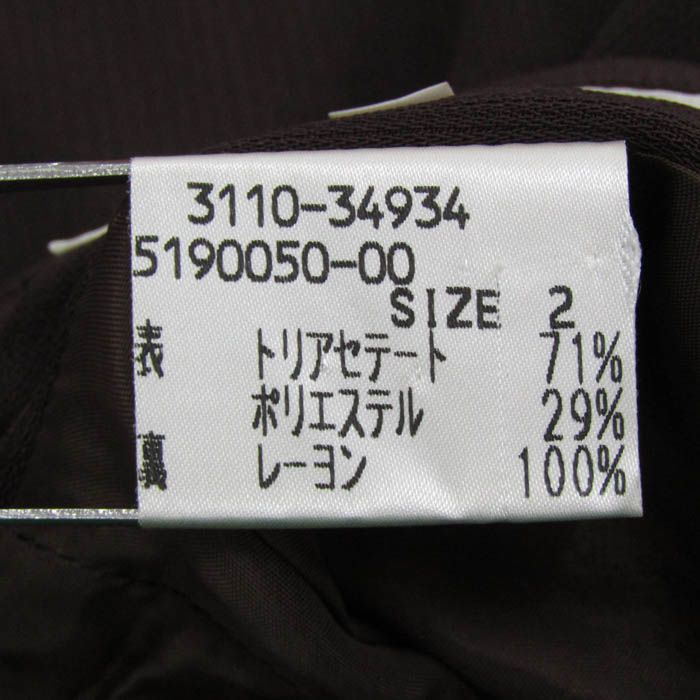 3110-34934
5190050-00
SIZE 2
表 トリアセテート 71%
ポリエステル 29%
裏 レーヨン 100%